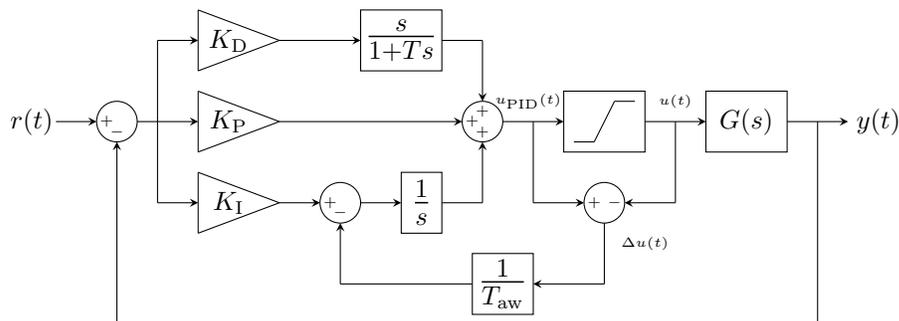 K_D s/(1+Ts)
r(t) + − K_P + + + u_PID(t) u(t) G(s) y(t)
K_I + − 1/s + −
Δu(t)
1/T_aw